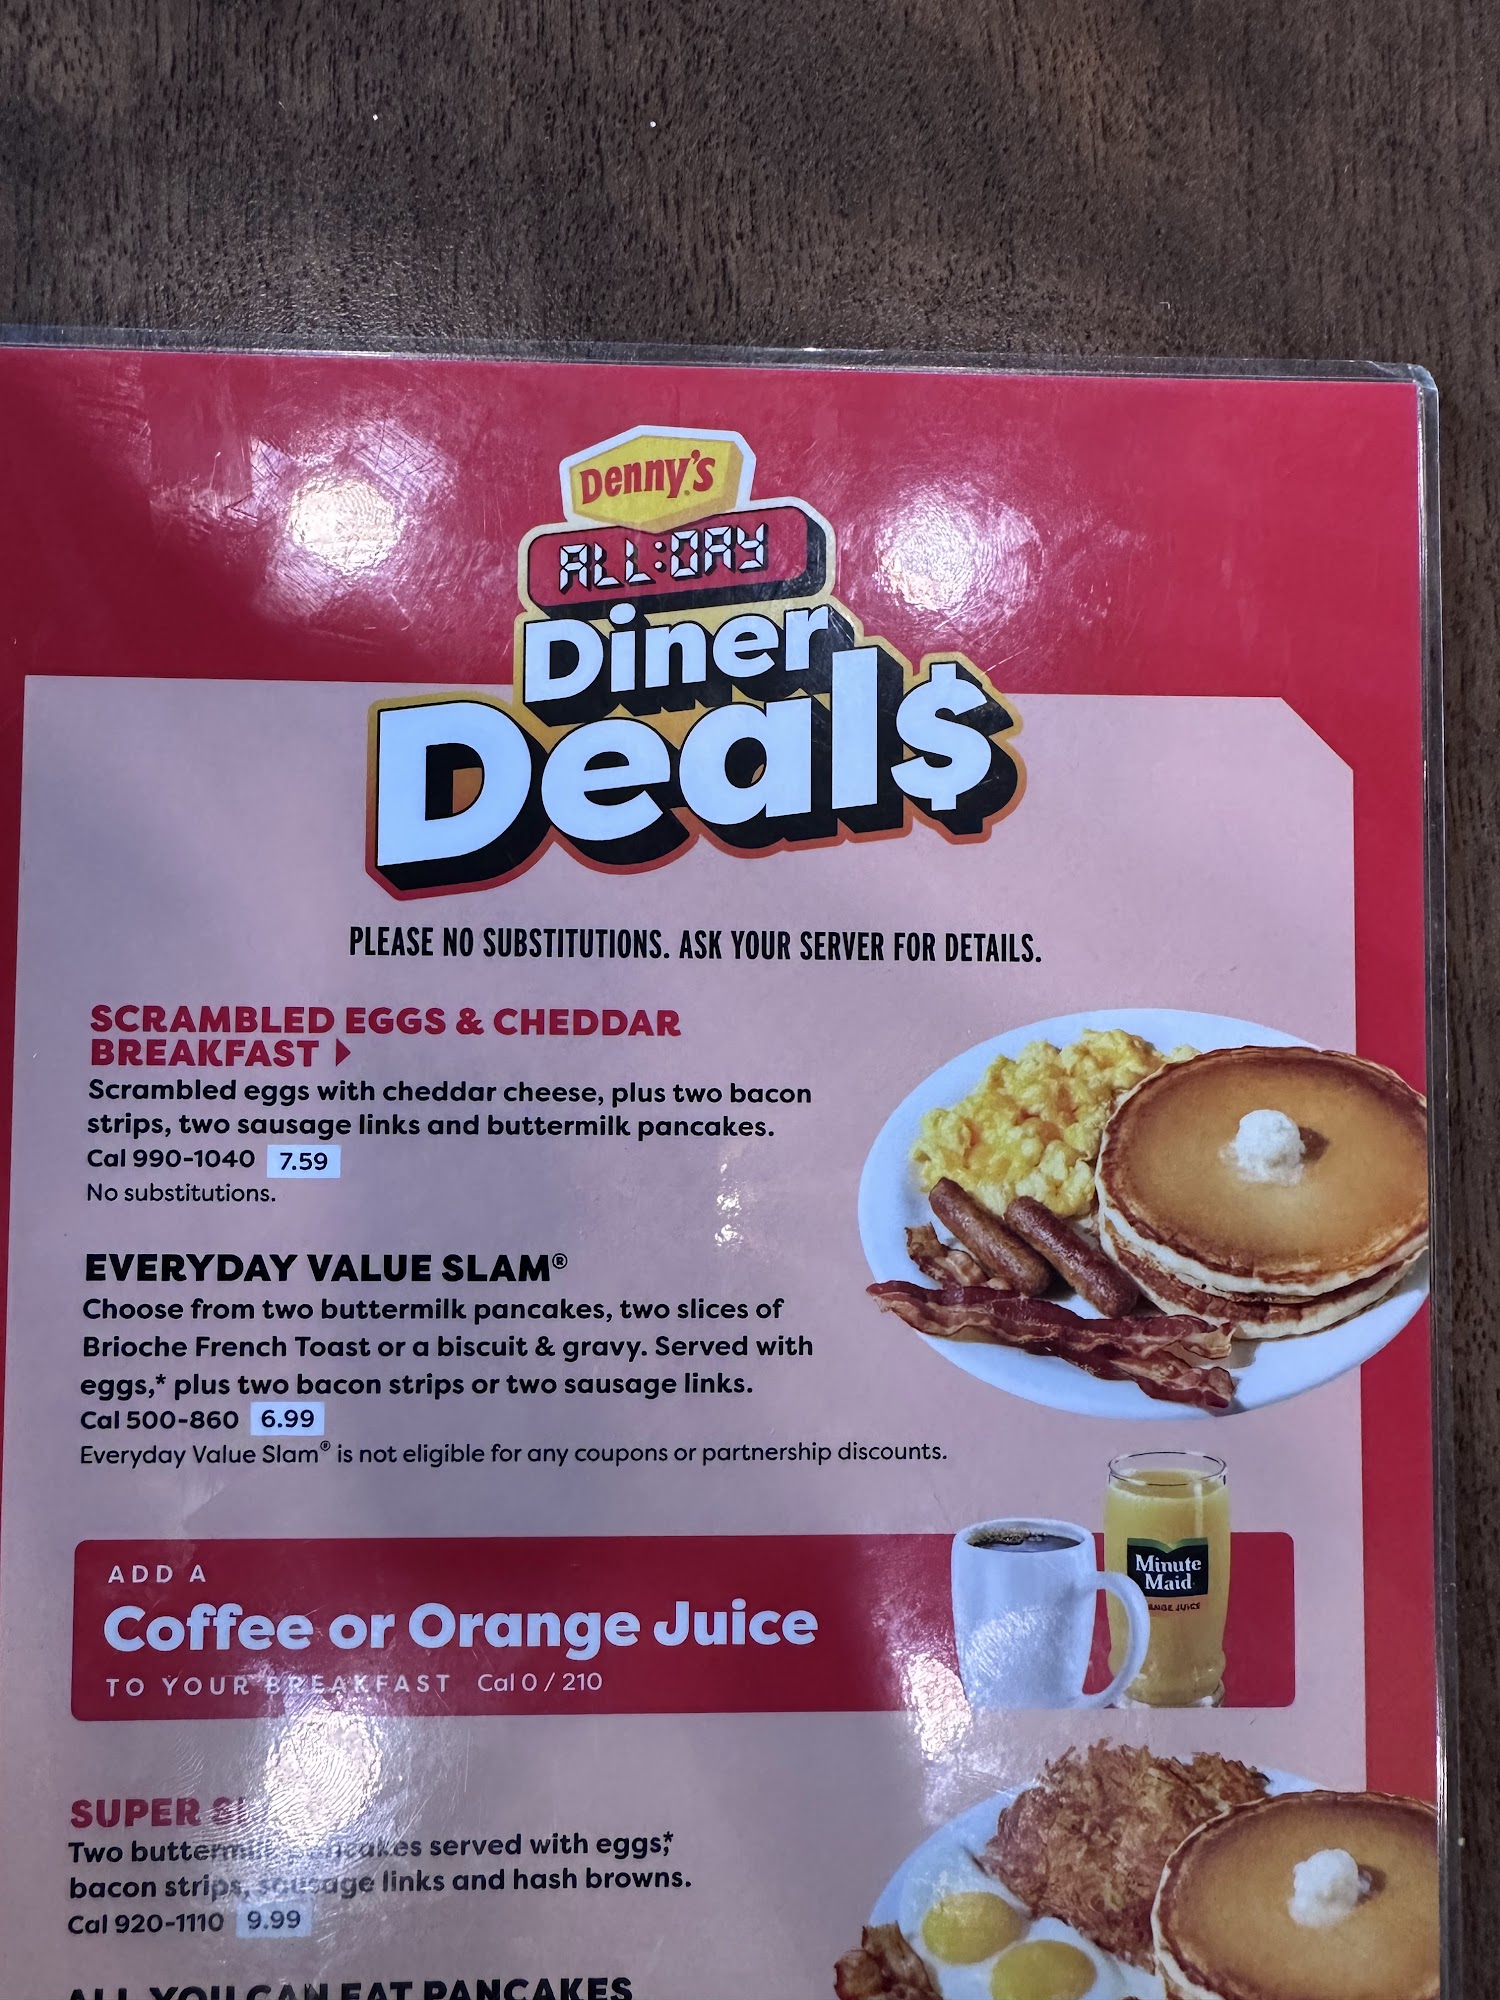 Denny's
ALL:DAY
Diner
Deal$
PLEASE NO SUBSTITUTIONS. ASK YOUR SERVER FOR DETAILS.
SCRAMBLED EGGS & CHEDDAR
BREAKFAST
Scrambled eggs with cheddar cheese, plus two bacon
strips, two sausage links and buttermilk pancakes.
Cal 990-1040 7.59
No substitutions.
EVERYDAY VALUE SLAM®
Choose from two buttermilk pancakes, two slices of
Brioche French Toast or a biscuit & gravy. Served with
eggs,* plus two bacon strips or two sausage links.
Cal 500-860 6.99
Everyday Value Slam® is not eligible for any coupons or partnership discounts.
ADD A
Coffee or Orange Juice
TO YOUR BREAKFAST Cal 0 / 210
Minute
Maid
SUPER
Two buttermilk pancakes served with eggs,*
bacon strips, sausage links and hash browns.
Cal 920-1110 9.99
ALL YOU CAN EAT PANCAKES